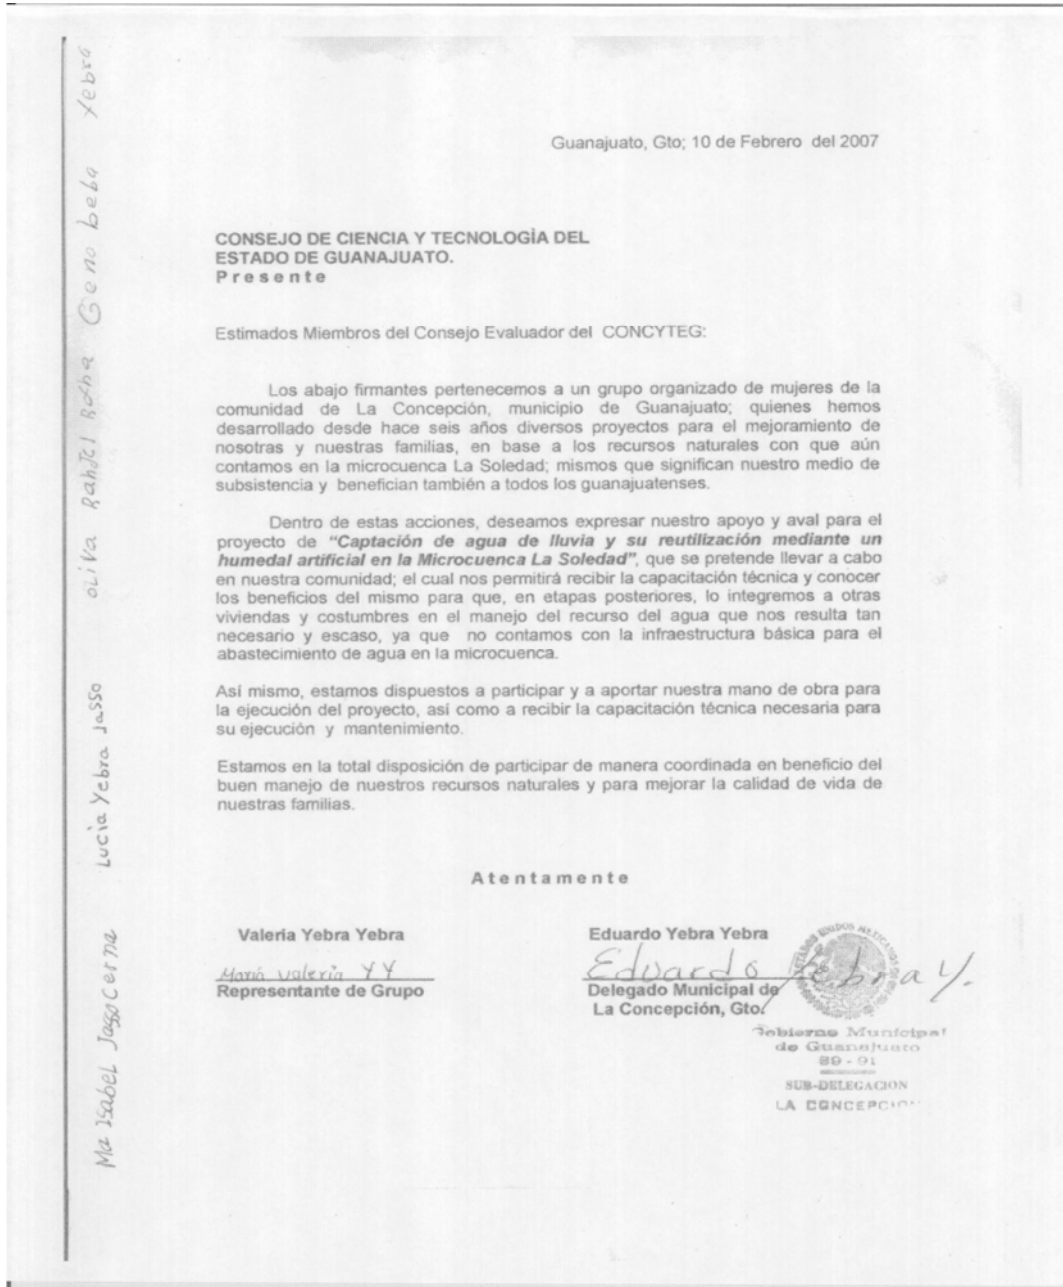 Guanajuato, Gto; 10 de Febrero del 2007
CONSEJO DE CIENCIA Y TECNOLOGÌA DEL
ESTADO DE GUANAJUATO.
P r e s e n t e
Estimados Miembros del Consejo Evaluador del CONCYTEG:
Los abajo firmantes pertenecemos a un grupo organizado de mujeres de la
comunidad de La Concepción, municipio de Guanajuato; quienes hemos
desarrollado desde hace seis años diversos proyectos para el mejoramiento de
nosotras y nuestras familias, en base a los recursos naturales con que aún
contamos en la microcuenca La Soledad; mismos que significan nuestro medio de
subsistencia y benefician también a todos los guanajuatenses.
Dentro de estas acciones, deseamos expresar nuestro apoyo y aval para el
proyecto de "Captación de agua de lluvia y su reutilización mediante un
humedal artificial en la Microcuenca La Soledad", que se pretende llevar a cabo
en nuestra comunidad; el cual nos permitirá recibir la capacitación técnica y conocer
los beneficios del mismo para que, en etapas posteriores, lo integremos a otras
viviendas y costumbres en el manejo del recurso del agua que nos resulta tan
necesario y escaso, ya que no contamos con la infraestructura básica para el
abastecimiento de agua en la microcuenca.
Así mismo, estamos dispuestos a participar y a aportar nuestra mano de obra para
la ejecución del proyecto, así como a recibir la capacitación técnica necesaria para
su ejecución y mantenimiento.
Estamos en la total disposición de participar de manera coordinada en beneficio del
buen manejo de nuestros recursos naturales y para mejorar la calidad de vida de
nuestras familias.
A t e n t a m e n t e
Valeria Yebra Yebra
María valeria YY
Representante de Grupo
Eduardo Yebra Yebra
Eduardo Yebra Y.
Delegado Municipal de
La Concepción, Gto.
ESTADOS UNIDOS MEXICANOS
Gobierno Municipal
de Guanajuato
89 - 91
SUB-DELEGACION
LA CONCEPCION
Ma Isabel Jasso Cerna Lucia Yebra Jasso oliva Geno beba Yebra